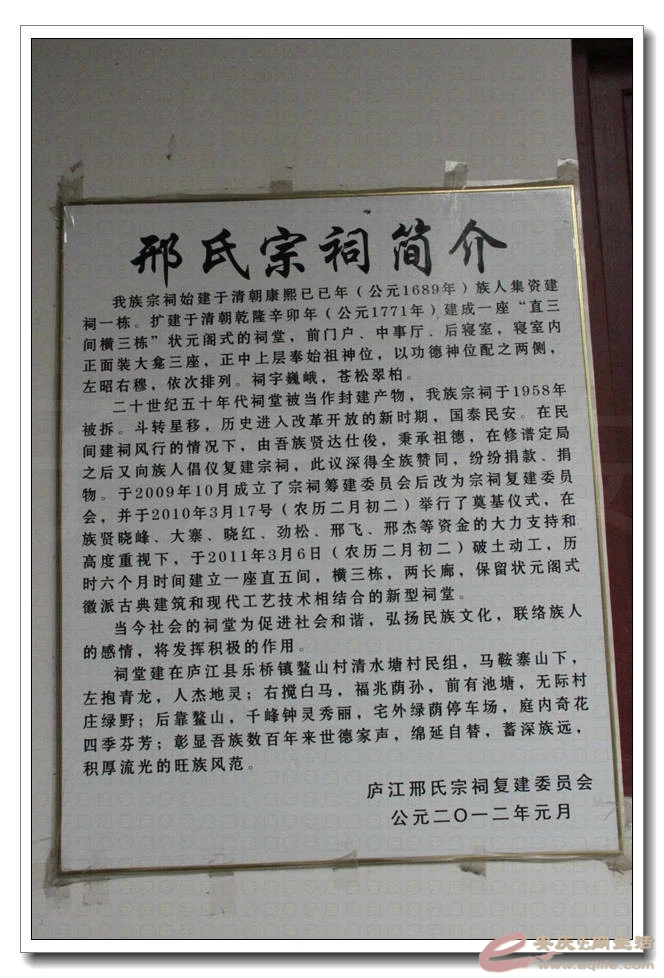 邢氏宗祠简介
我族宗祠始建于清朝康熙已巳年（公元1689年）族人集资建
祠一栋。扩建于清朝乾隆辛卯年（公元1771年）建成一座“直三
间横三栋”状元阁式的祠堂，前门户、中事厅、后寝室，寝室内
正面装大龛三座，正中上层奉始祖神位，以功德神位配之两侧，
左昭右穆，依次排列。祠宇巍峨，苍松翠柏。
二十世纪五十年代祠堂被当作封建产物，我族宗祠于1958年
被拆。斗转星移，历史进入改革开放的新时期，国泰民安。在民
间建祠风行的情况下，由吾族贤达仕俊，秉承祖德，在修谱定局
之后又向族人倡仪复建宗祠，此议深得全族赞同，纷纷捐款、捐
物。于2009年10月成立了宗祠筹建委员会后改为宗祠复建委员
会，并于2010年3月17号（农历二月初二）举行了奠基仪式，在
族贤晓峰、大寨、晓红、劲松、邢飞、邢杰等资金的大力支持和
高度重视下，于2011年3月6日（农历二月初二）破土动工，历
时六个月时间建立一座直五间，横三栋，两长廊，保留状元阁式
徽派古典建筑和现代工艺技术相结合的新型祠堂。
当今社会的祠堂为促进社会和谐，弘扬民族文化，联络族人
的感情，将发挥积极的作用。
祠堂建在庐江县乐桥镇鳌山村清水塘村民组，马鞍寨山下，
左抱青龙，人杰地灵；右搅白马，福兆荫孙，前有池塘，无际村
庄绿野；后靠鳌山，千峰钟灵秀丽，宅外绿荫停车场，庭内奇花
四季芬芳；彰显吾族数百年来世德家声，绵延自替，蓄深族远，
积厚流光的旺族风范。
庐江邢氏宗祠复建委员会
公元二〇一二年元月
安庆E网生活
www.aqlife.com